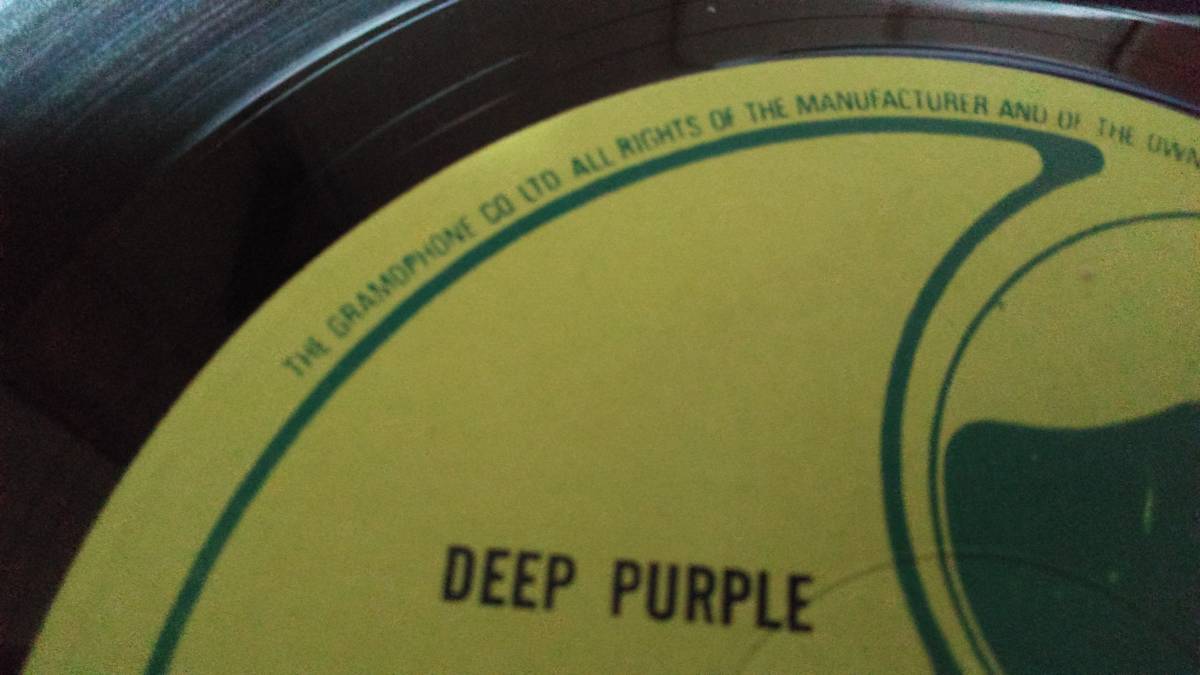 THE GRAMOPHONE CO LTD ALL RIGHTS OF THE MANUFACTURER AND OF THE
DEEP PURPLE